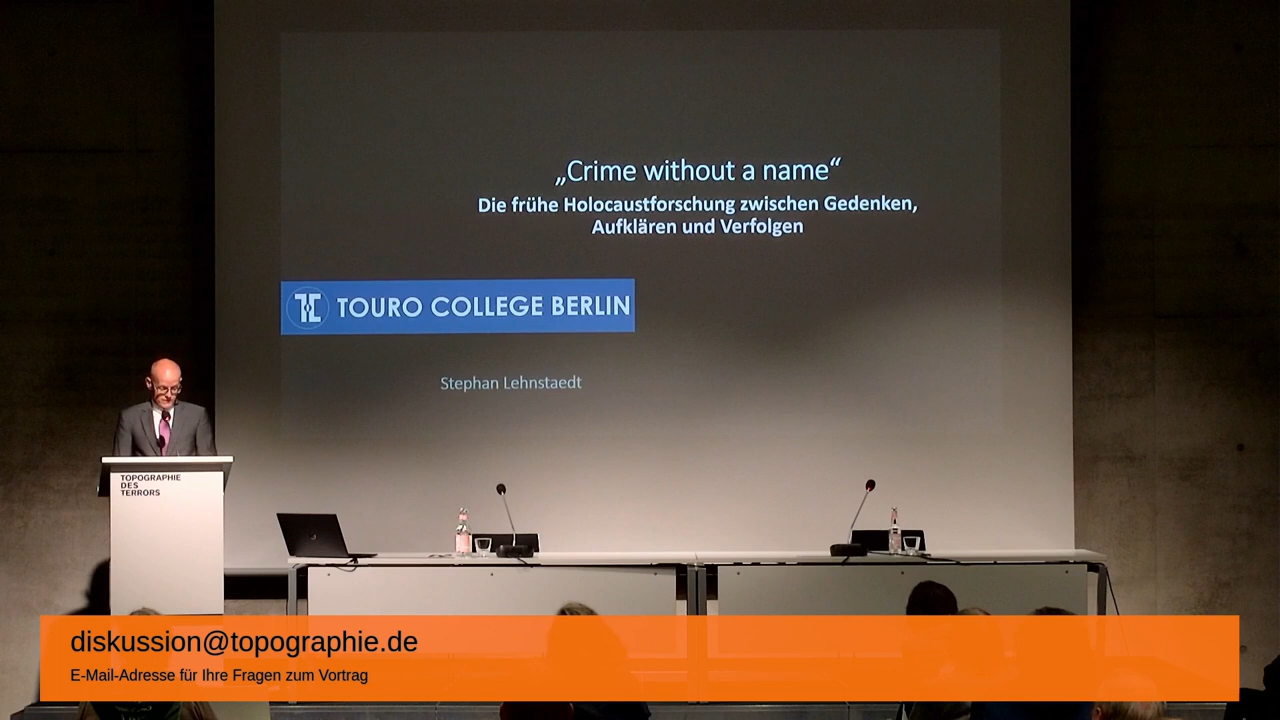 „Crime without a name“
Die frühe Holocaustforschung zwischen Gedenken,
Aufklären und Verfolgen
TOURO COLLEGE BERLIN
Stephan Lehnstaedt
TOPOGRAPHIE
DES
TERRORS
diskussion@topographie.de
E-Mail-Adresse für Ihre Fragen zum Vortrag